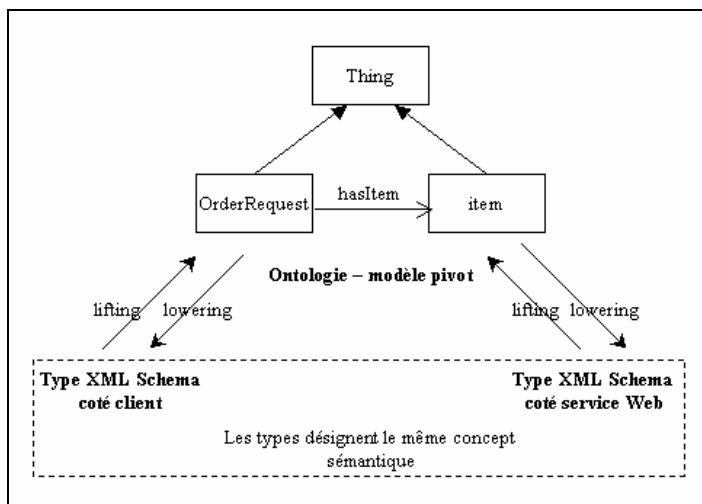 Thing
OrderRequest
hasItem
item
Ontologie – modèle pivot
lifting
lowering
lifting
lowering
Type XML Schema
coté client
Type XML Schema
coté service Web
Les types désignent le même concept
sémantique